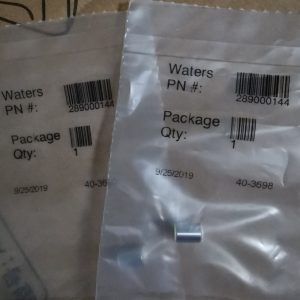 Waters
PN #:
289000144
Package
Qty:
1
9/25/2019
40-3698
Waters
PN #:
289000144
Package
Qty:
1
9/25/2019
40-3698